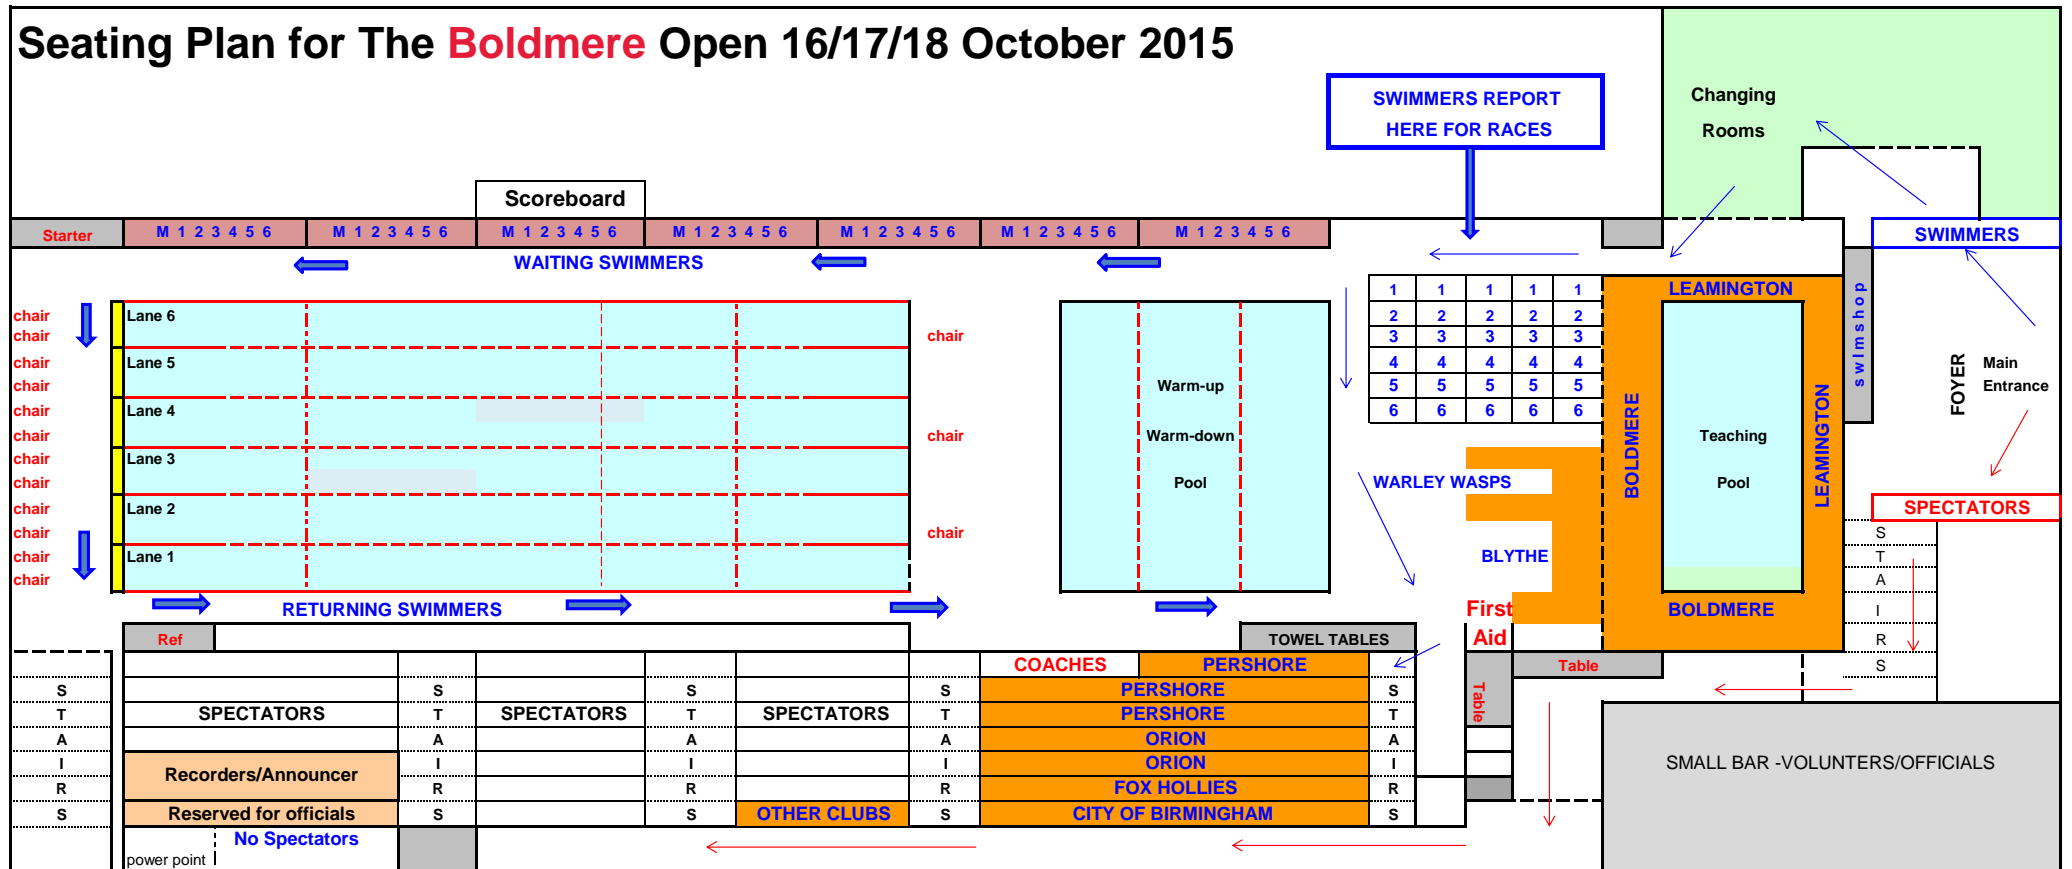 Seating Plan for The Boldmere Open 16/17/18 October 2015
SWIMMERS REPORT
HERE FOR RACES
Changing
Rooms
Scoreboard
Starter
M 1 2 3 4 5 6
M 1 2 3 4 5 6
M 1 2 3 4 5 6
M 1 2 3 4 5 6
M 1 2 3 4 5 6
M 1 2 3 4 5 6
M 1 2 3 4 5 6
SWIMMERS
WAITING SWIMMERS
1 1 1 1 1
2 2 2 2 2
3 3 3 3 3
4 4 4 4 4
5 5 5 5 5
6 6 6 6 6
LEAMINGTON
swImshop
chair
chair
chair
chair
chair
chair
chair
chair
chair
chair
chair
chair
Lane 6
Lane 5
Lane 4
Lane 3
Lane 2
Lane 1
chair
chair
chair
Warm-up
Warm-down
Pool
WARLEY WASPS
BLYTHE
BOLDMERE
Teaching
Pool
LEAMINGTON
FOYER
Main
Entrance
SPECTATORS
STAIRS
RETURNING SWIMMERS
First
Aid
BOLDMERE
Ref
TOWEL TABLES
Table
Table
COACHES
PERSHORE
PERSHORE
PERSHORE
ORION
ORION
FOX HOLLIES
CITY OF BIRMINGHAM
STAIRS
SPECTATORS
STAIRS
SPECTATORS
STAIRS
SPECTATORS
STAIRS
STAIRS
Recorders/Announcer
Reserved for officials
OTHER CLUBS
No Spectators
power point
SMALL BAR -VOLUNTERS/OFFICIALS